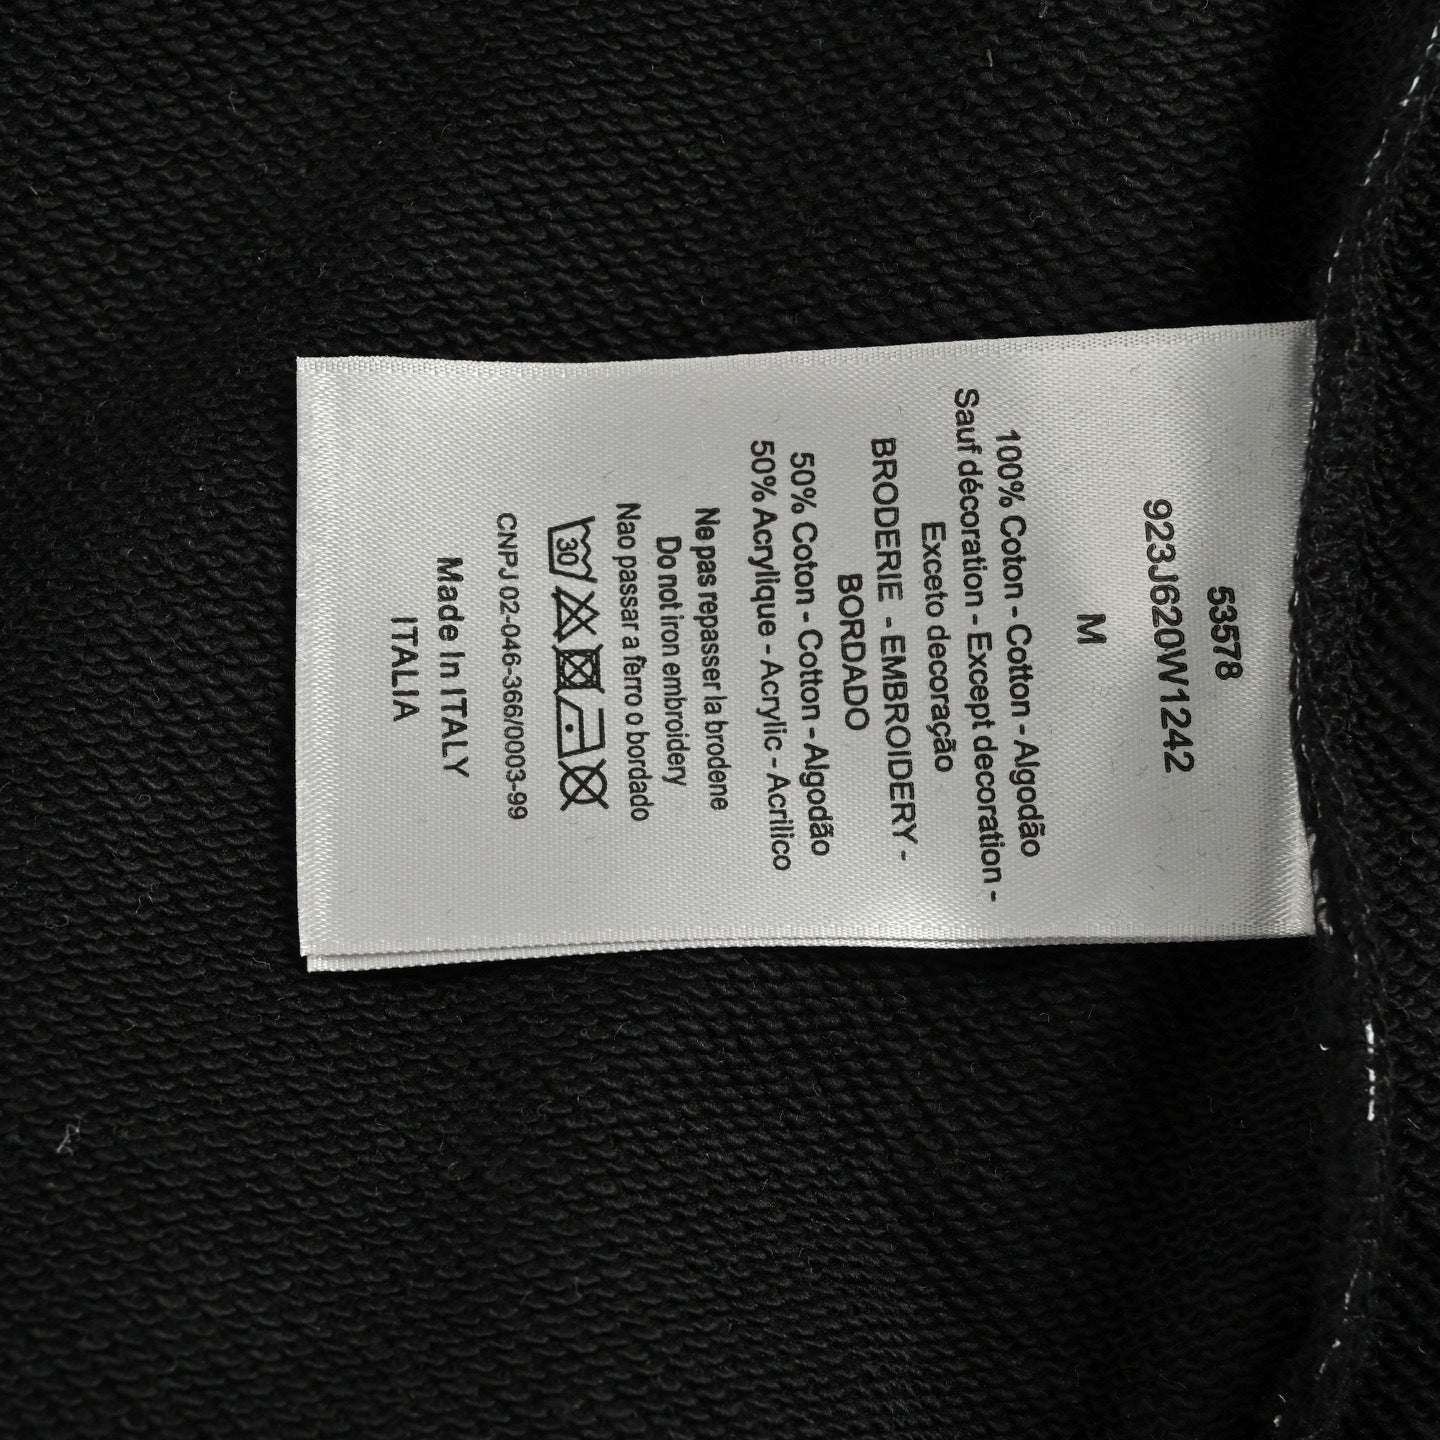 53578
923J620W1242
M
100% Coton - Cotton - Algodão
Sauf décoration - Except decoration -
Exceto decoração
BRODERIE - EMBROIDERY -
BORDADO
50% Coton - Cotton - Algodão
50% Acrylique - Acrylic - Acrilico
Ne pas repasser la brodene
Do not iron embroidery
Nao passar a ferro o bordado
30
CNPJ 02-046-366/0003-99
Made In ITALY
ITALIA